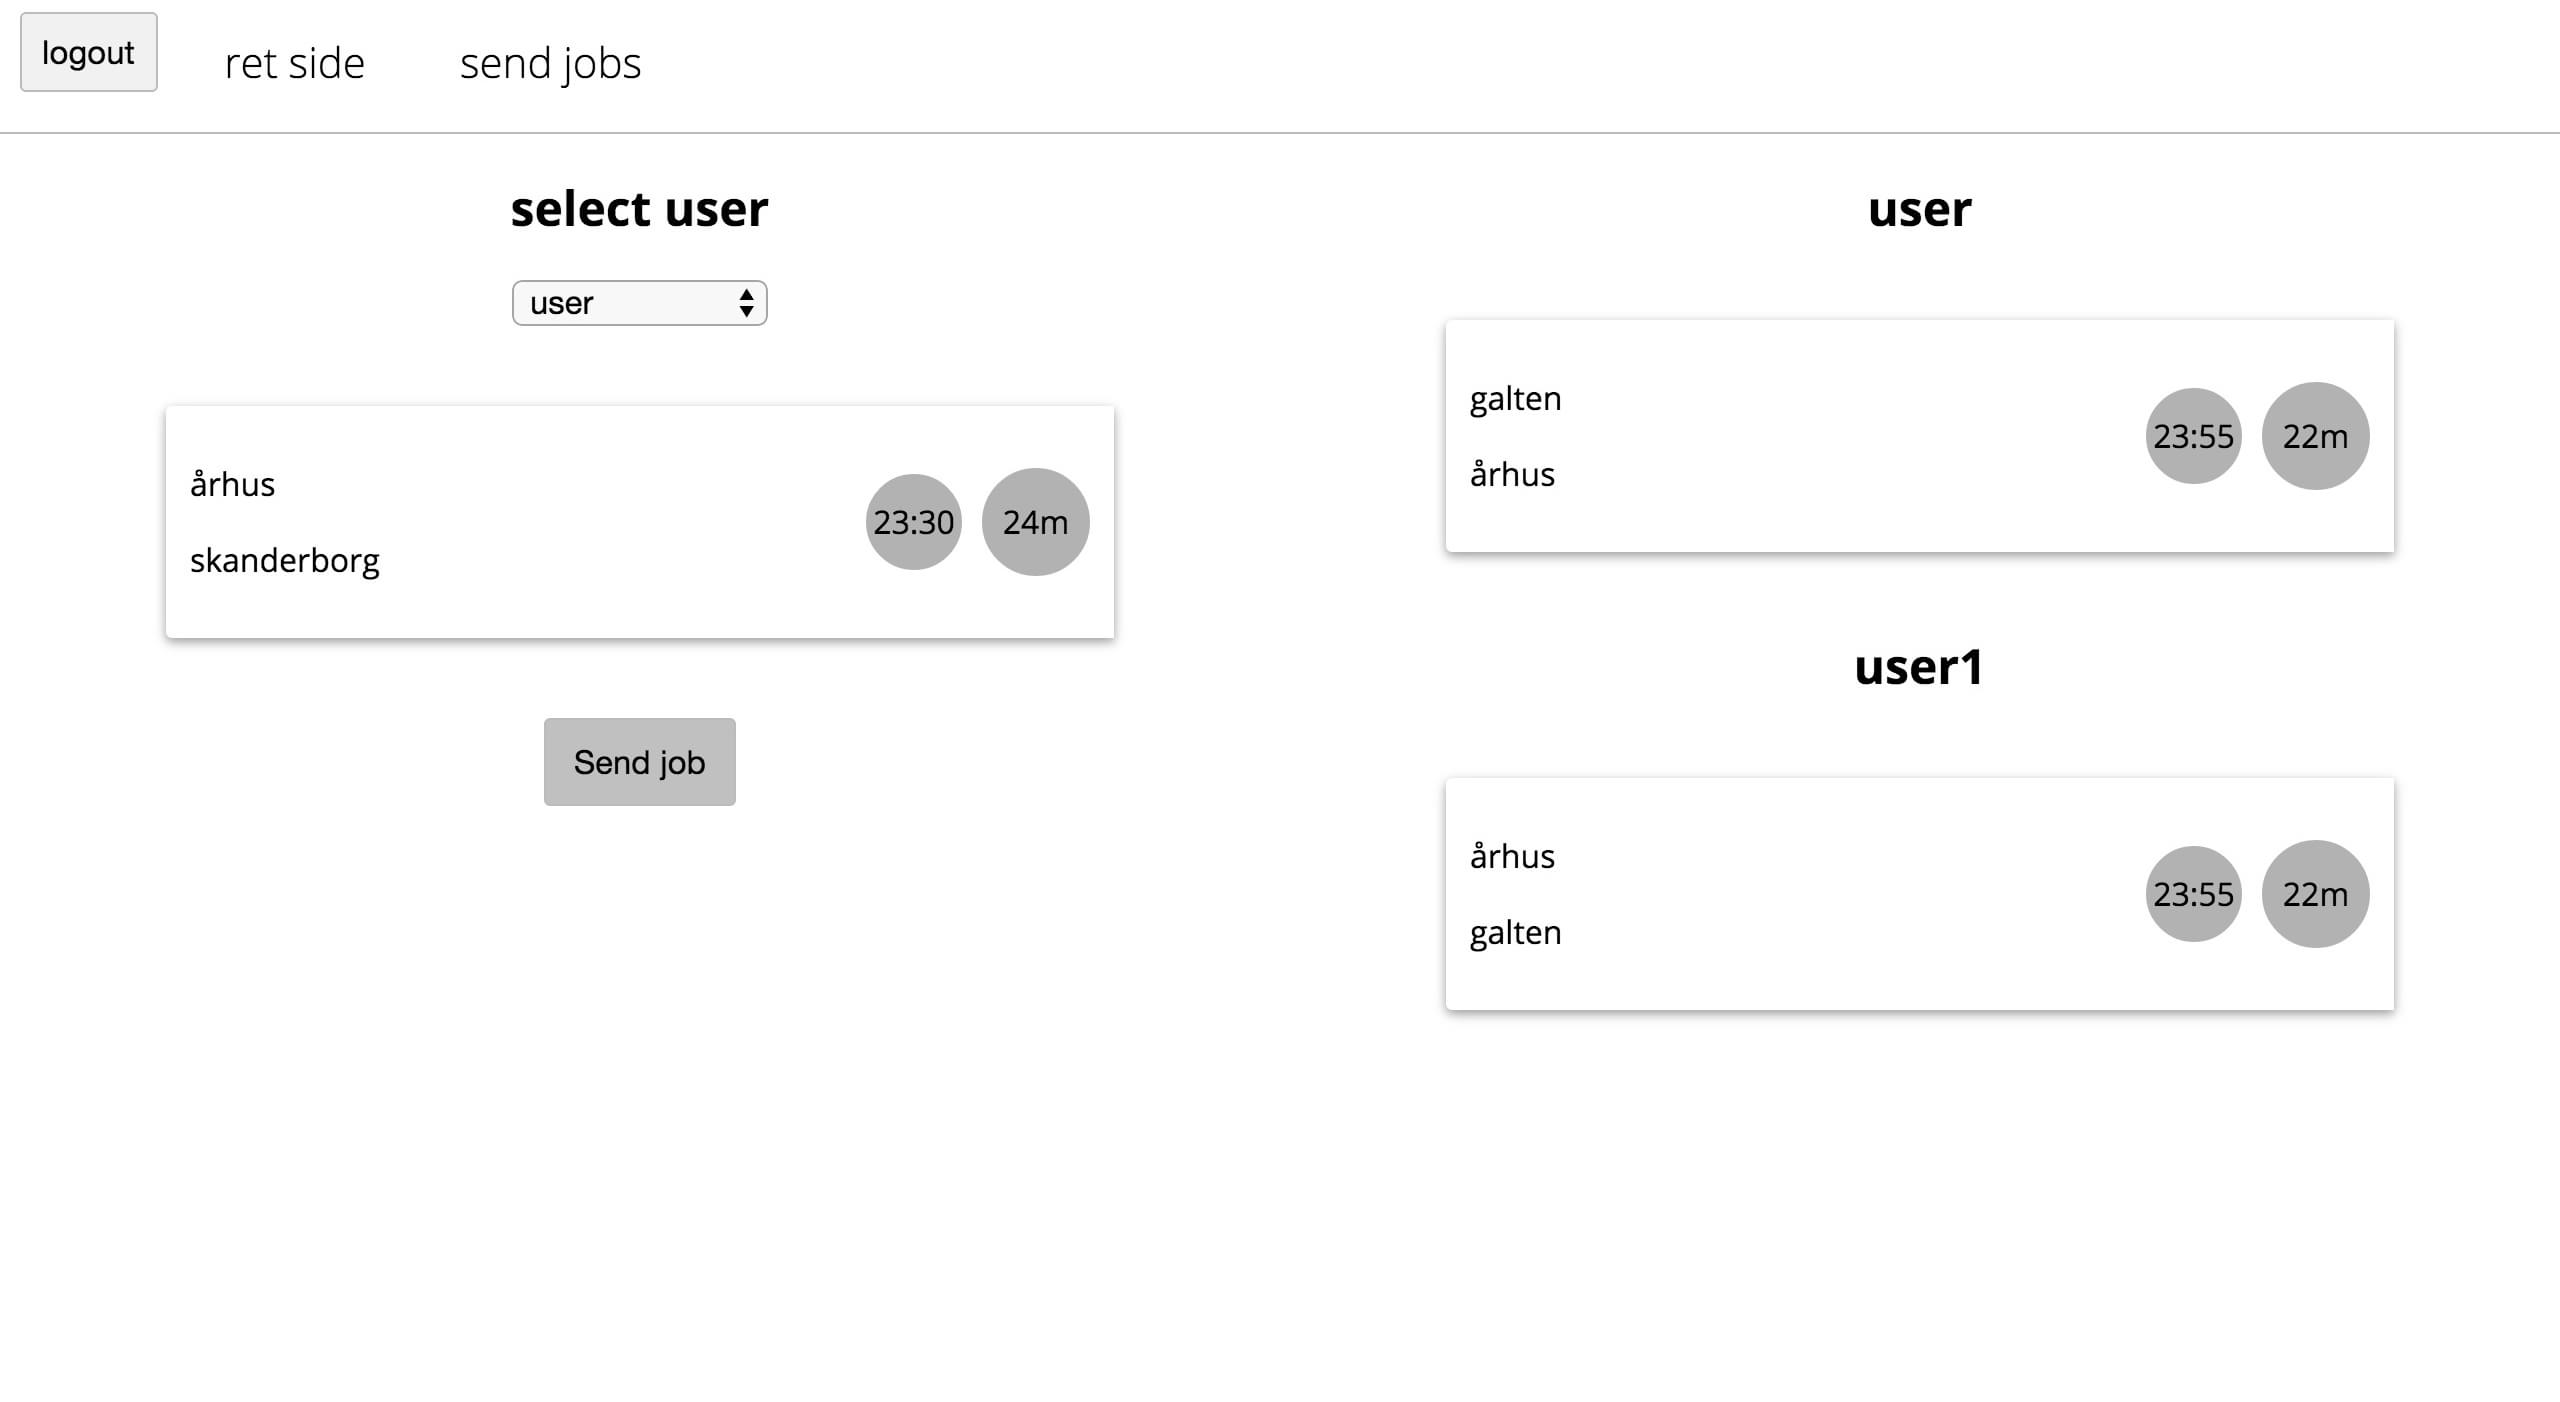 logout
ret side
send jobs
select user
user
århus
skanderborg
23:30
24m
Send job
user
galten
århus
23:55
22m
user1
århus
galten
23:55
22m